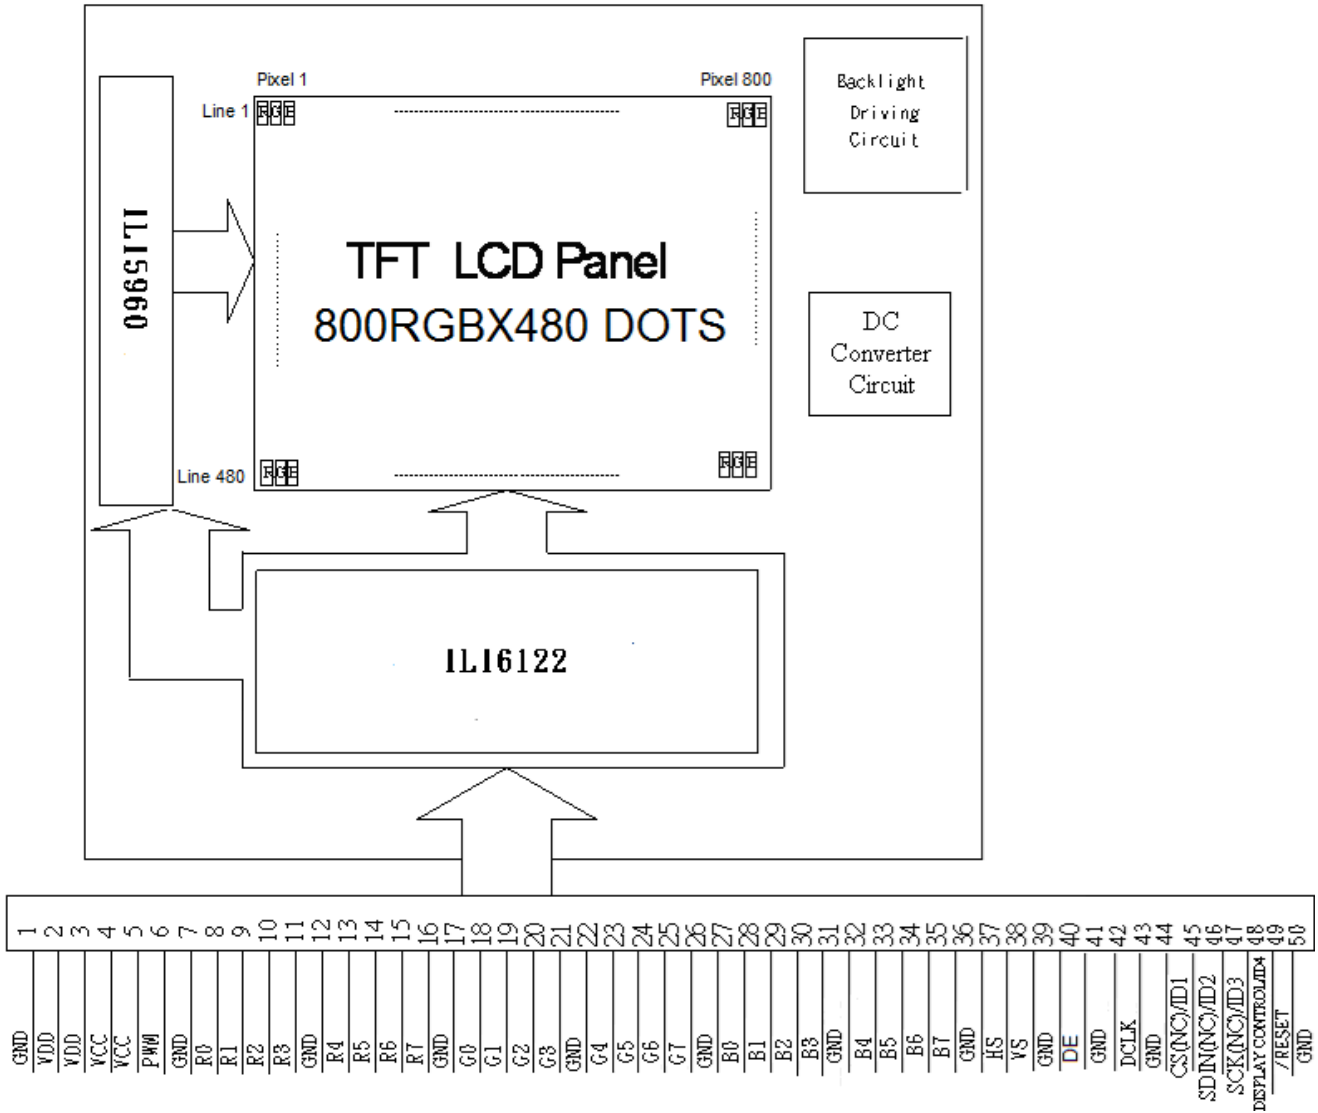 Pixel 1
Pixel 800
Line 1
RGB
RGB
Backlight
Driving
Circuit
ILI5960
TFT LCD Panel
800RGBX480 DOTS
DC
Converter
Circuit
Line 480
RGB
RGB
ILI6122
1 2 3 4 5 6 7 8 9 10 11 12 13 14 15 16 17 18 19 20 21 22 23 24 25 26 27 28 29 30 31 32 33 34 35 36 37 38 39 40 41 42 43 44 45 46 47 48 49 50
GND
VDD
VDD
VCC
VCC
PWM
GND
R0
R1
R2
R3
GND
R4
R5
R6
R7
GND
G0
G1
G2
G3
GND
G4
G5
G6
G7
GND
B0
B1
B2
B3
GND
B4
B5
B6
B7
GND
HS
VS
GND
DE
GND
DCLK
GND
CS(NC)/ID1
SDIN(NC)/ID2
SCK(NC)/ID3
DISPLAY CONTROL/ID4
/RESET
GND